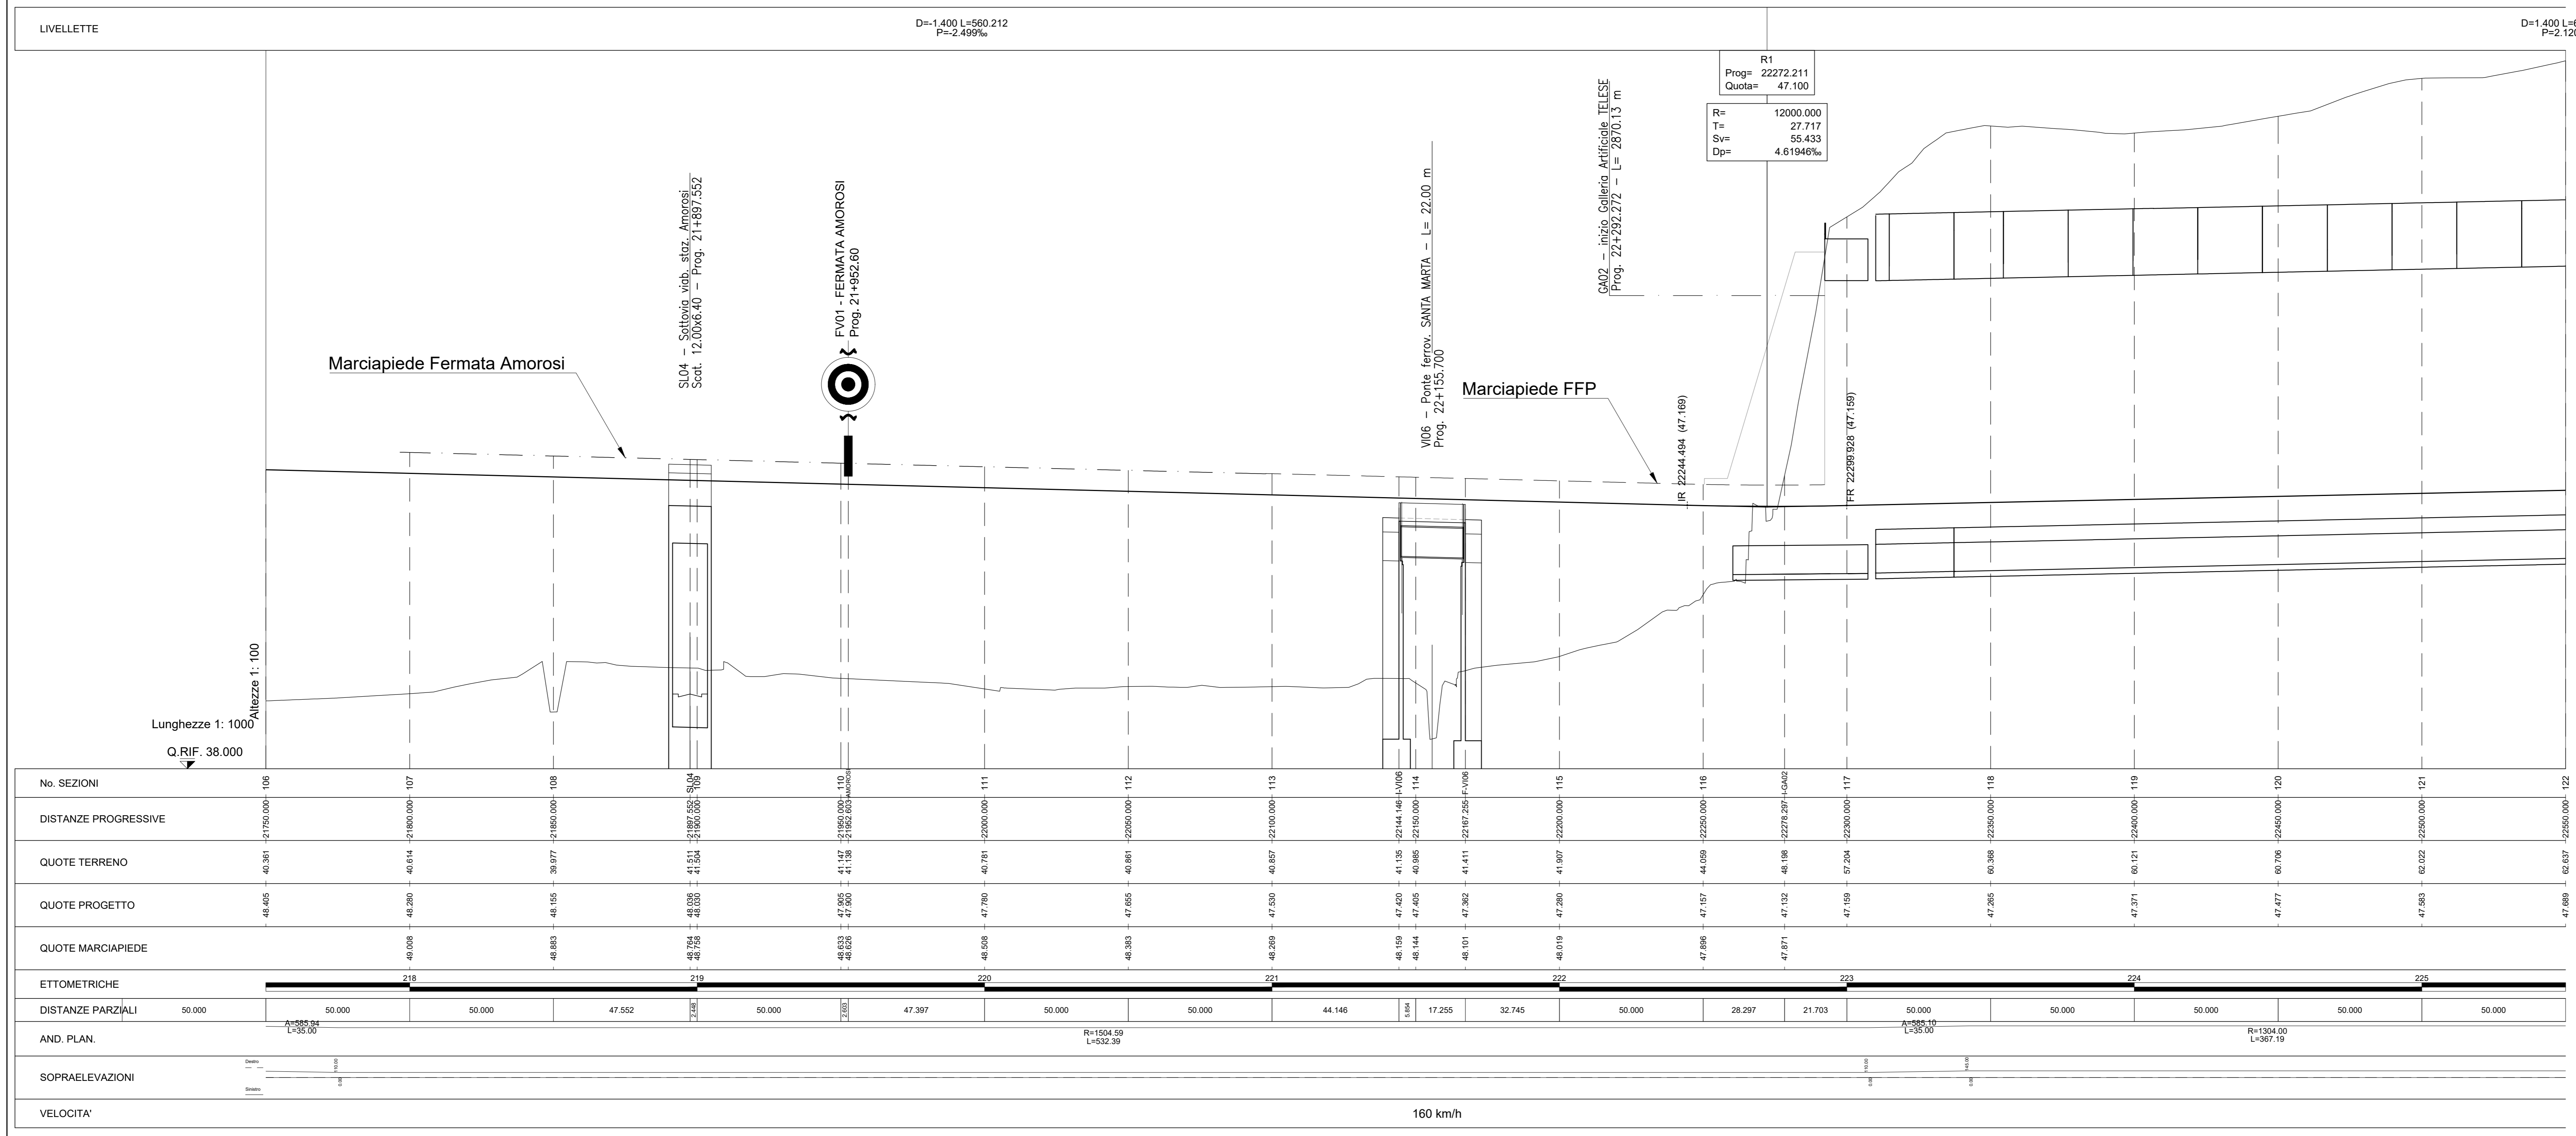 LIVELLETTE
D=-1.400 L=560.212
P=-2.499‰
D=1.400 L=6
P=2.120
R1
Prog= 22272.211
Quota= 47.100
R= 12000.000
T= 27.717
Sv= 55.433
Dp= 4.61946‰
Marciapiede Fermata Amorosi
SL04 - Sottovia viab. staz. Amorosi
Scat. 12.00x6.40 - Prog. 21+897.552
FV01 - FERMATA AMOROSI
Prog. 21+952.60
VI06 - Ponte ferrov. SANTA MARTA - L= 22.00 m
Prog. 22+155.700
Marciapiede FFP
GA02 - inizio Galleria Artificiale TELESE
Prog. 22+292.272 - L= 2870.13 m
IR 22244.494 (47.169)
FR 22299.928 (47.159)
Altezze 1: 100
Lunghezze 1: 1000
Q.RIF. 38.000
No. SEZIONI
106 107 108 SL04 109 110 AMOROSI 111 112 113 I-VI06 114 F-VI06 115 116 I-GA02 117 118 119 120 121 122
DISTANZE PROGRESSIVE
21750.000 21800.000 21850.000 21897.552 21900.000 21950.000 21952.603 22000.000 22050.000 22100.000 22144.146 22150.000 22167.255 22200.000 22250.000 22278.297 22300.000 22350.000 22400.000 22450.000 22500.000 22550.000
QUOTE TERRENO
40.361 40.614 39.977 41.511 41.504 41.147 41.138 40.781 40.861 40.857 41.135 40.985 41.411 41.907 44.059 48.198 57.204 60.368 60.121 60.706 62.022 62.637
QUOTE PROGETTO
48.405 48.280 48.155 48.036 48.030 47.905 47.900 47.780 47.655 47.530 47.420 47.405 47.362 47.280 47.157 47.132 47.159 47.265 47.371 47.477 47.583 47.689
QUOTE MARCIAPIEDE
49.008 48.883 48.764 48.758 48.633 48.626 48.508 48.383 48.269 48.159 48.144 48.101 48.019 47.896 47.871
ETTOMETRICHE
218 219 220 221 222 223 224 225
DISTANZE PARZIALI
50.000 50.000 50.000 47.552 2.448 50.000 2.603 47.397 50.000 50.000 44.146 5.854 17.255 32.745 50.000 28.297 21.703 50.000 50.000 50.000 50.000 50.000
AND. PLAN.
A=585.94
L=35.00
R=1504.59
L=532.39
A=585.10
L=35.00
R=1304.00
L=367.19
SOPRAELEVAZIONI
Destro
Sinistro
110.00
0.00
110.00
0.00
145.00
0.00
VELOCITA'
160 km/h